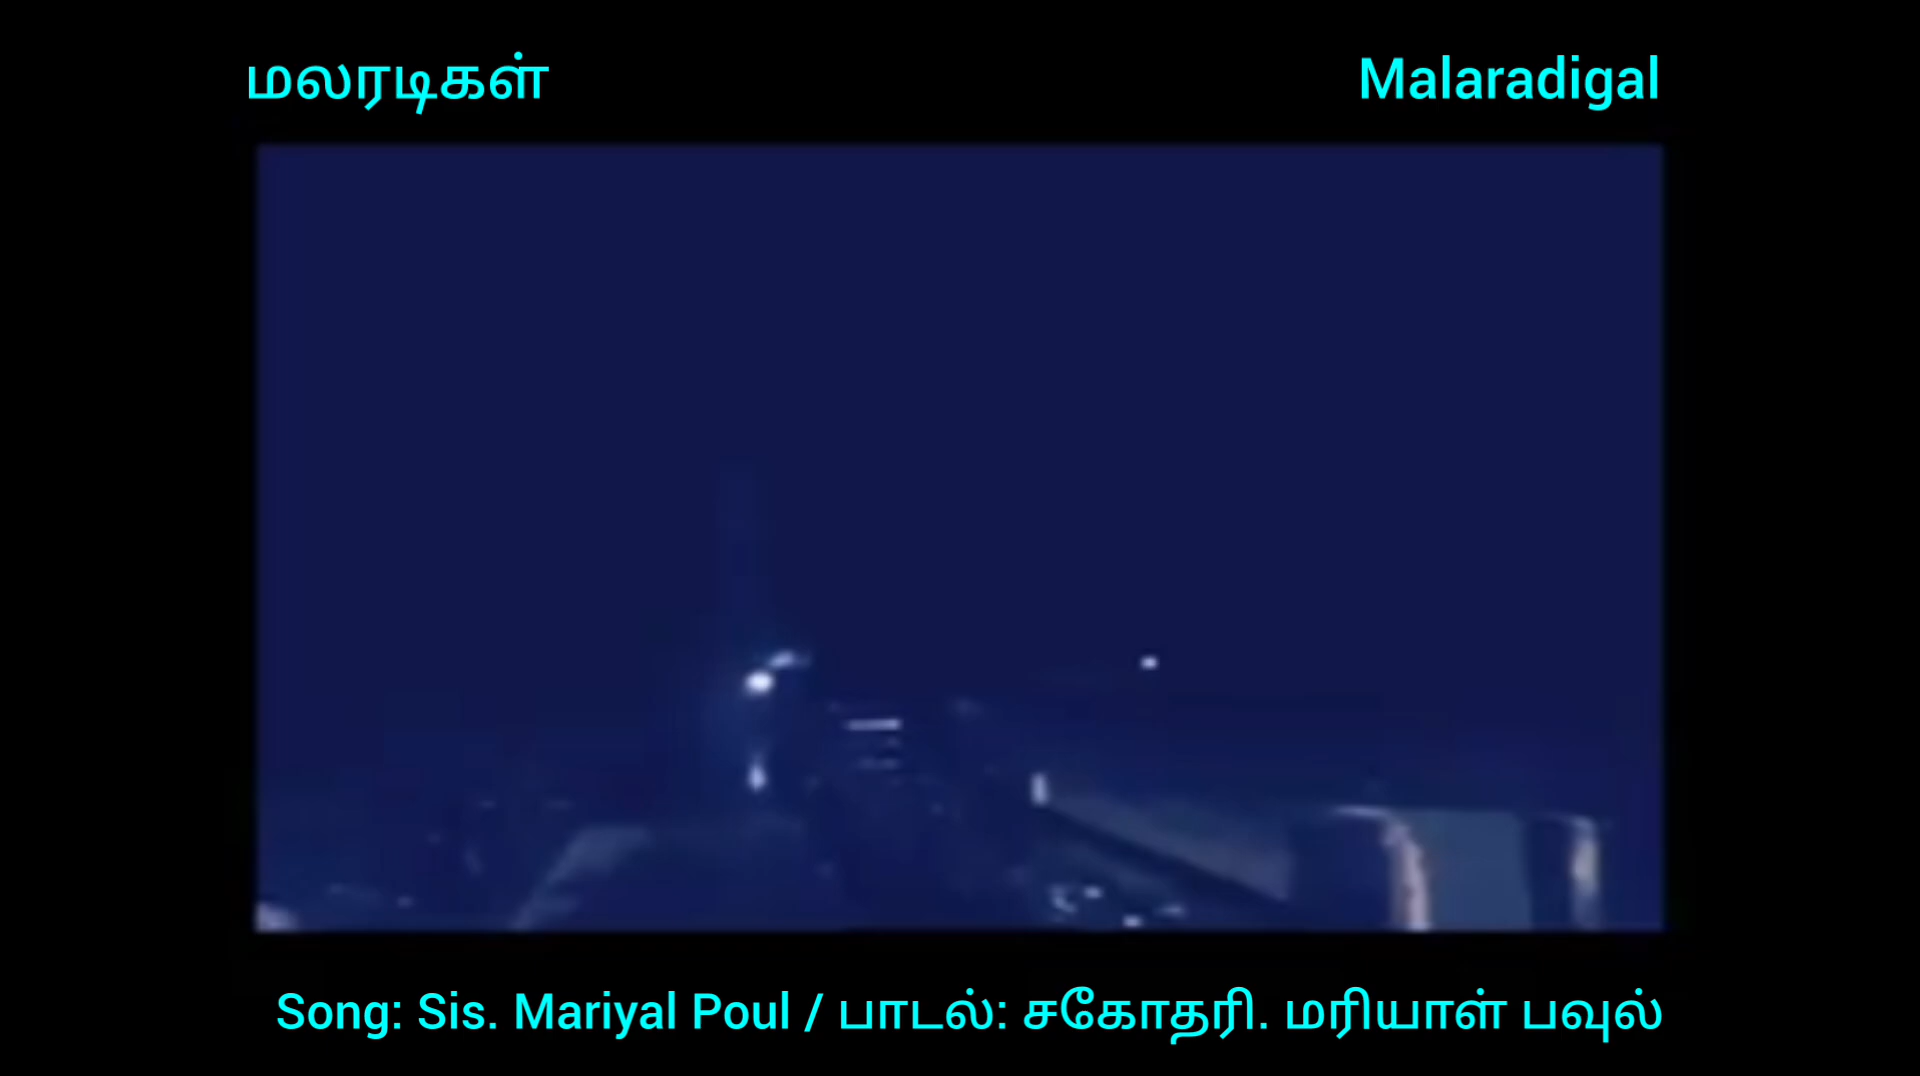 மலரடிகள்
Malaradigal
Song: Sis. Mariyal Poul / பாடல்: சகோதரி. மரியாள் பவுல்